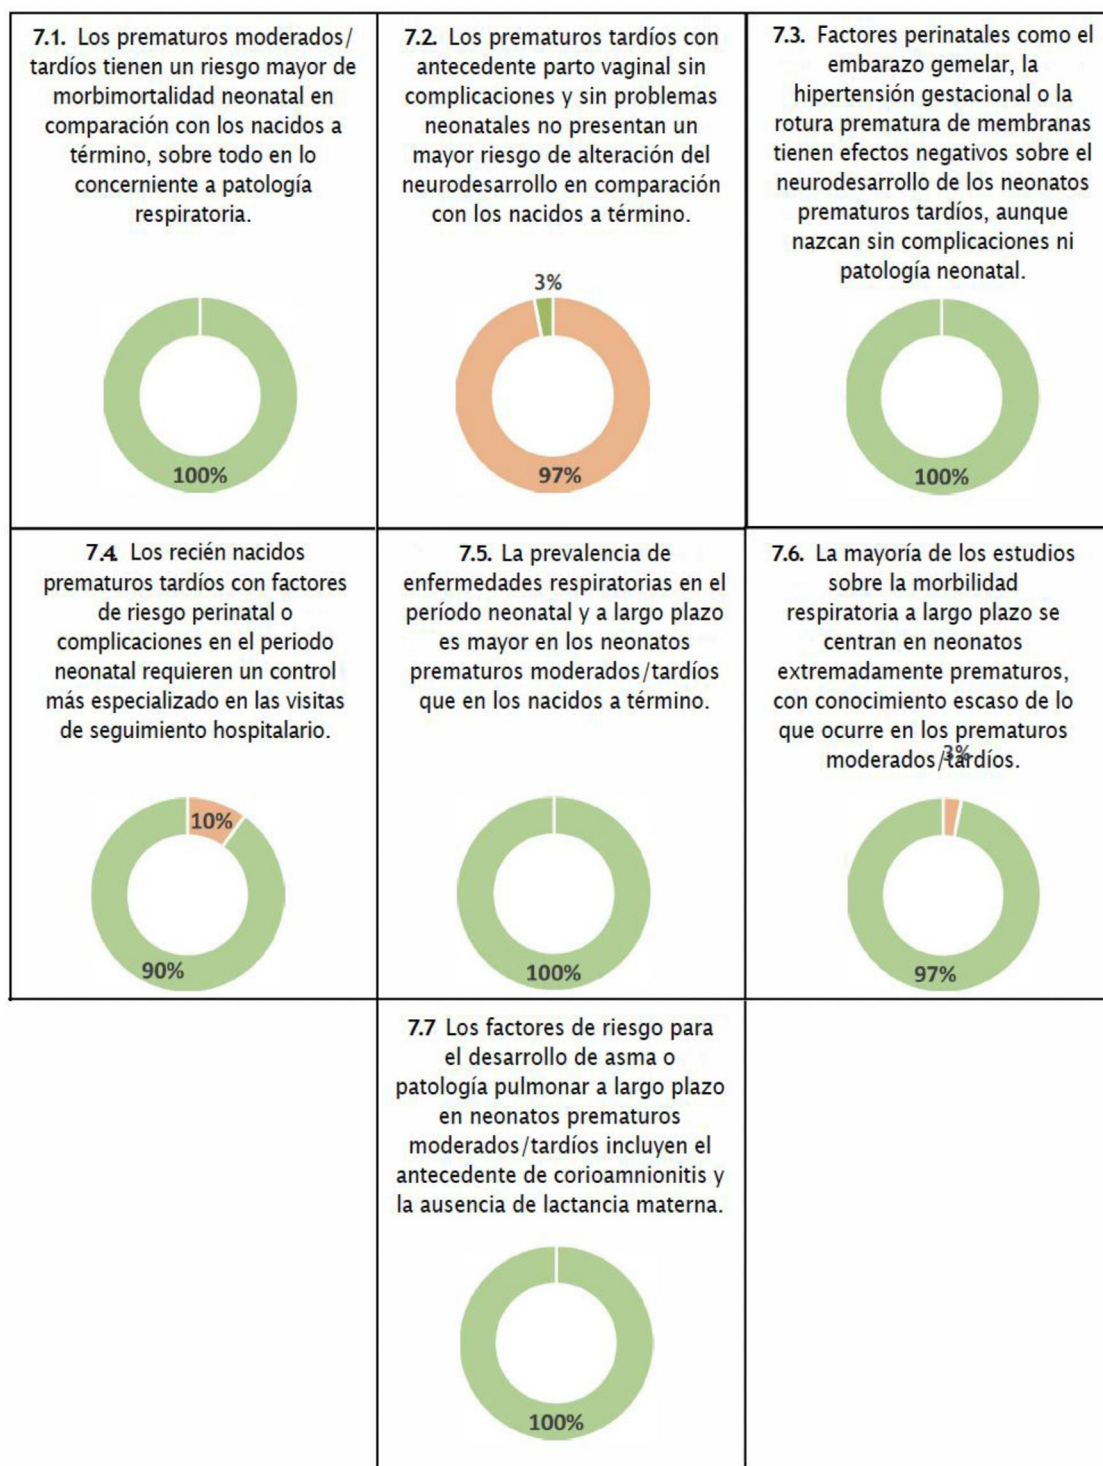 7.1. Los prematuros moderados/
tardíos tienen un riesgo mayor de
morbimortalidad neonatal en
comparación con los nacidos a
término, sobre todo en lo
concerniente a patología
respiratoria.
100%
7.2. Los prematuros tardíos con
antecedente parto vaginal sin
complicaciones y sin problemas
neonatales no presentan un
mayor riesgo de alteración del
neurodesarrollo en comparación
con los nacidos a término.
3%
97%
7.3. Factores perinatales como el
embarazo gemelar, la
hipertensión gestacional o la
rotura prematura de membranas
tienen efectos negativos sobre el
neurodesarrollo de los neonatos
prematuros tardíos, aunque
nazcan sin complicaciones ni
patología neonatal.
100%
7.4 Los recién nacidos
prematuros tardíos con factores
de riesgo perinatal o
complicaciones en el periodo
neonatal requieren un control
más especializado en las visitas
de seguimiento hospitalario.
10%
90%
7.5. La prevalencia de
enfermedades respiratorias en el
período neonatal y a largo plazo
es mayor en los neonatos
prematuros moderados/tardíos
que en los nacidos a término.
100%
7.6. La mayoría de los estudios
sobre la morbilidad
respiratoria a largo plazo se
centran en neonatos
extremadamente prematuros,
con conocimiento escaso de lo
que ocurre en los prematuros
moderados/tardíos.
3%
97%
7.7 Los factores de riesgo para
el desarrollo de asma o
patología pulmonar a largo plazo
en neonatos prematuros
moderados/tardíos incluyen el
antecedente de corioamnionitis y
la ausencia de lactancia materna.
100%